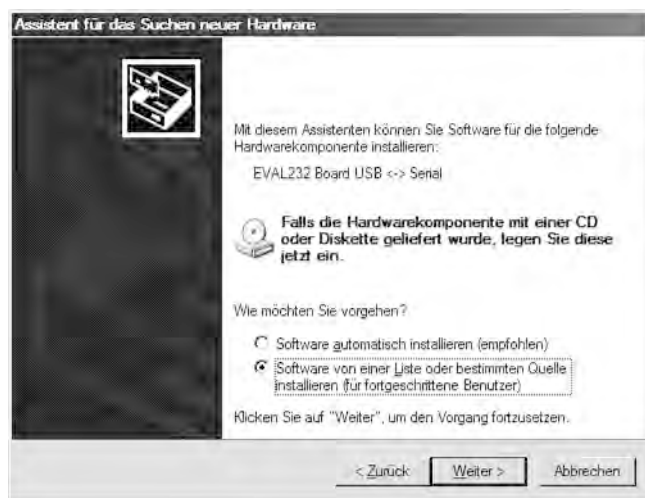 Assistent für das Suchen neuer Hardware
Mit diesem Assistenten können Sie Software für die folgende
Hardwarekomponente installieren:
EVAL232 Board USB <-> Serial
Falls die Hardwarekomponente mit einer CD
oder Diskette geliefert wurde, legen Sie diese
jetzt ein.
Wie möchten Sie vorgehen?
Software automatisch installieren (empfohlen)
Software von einer Liste oder bestimmten Quelle
installieren (für fortgeschrittene Benutzer)
Klicken Sie auf "Weiter", um den Vorgang fortzusetzen.
< Zurück Weiter > Abbrechen